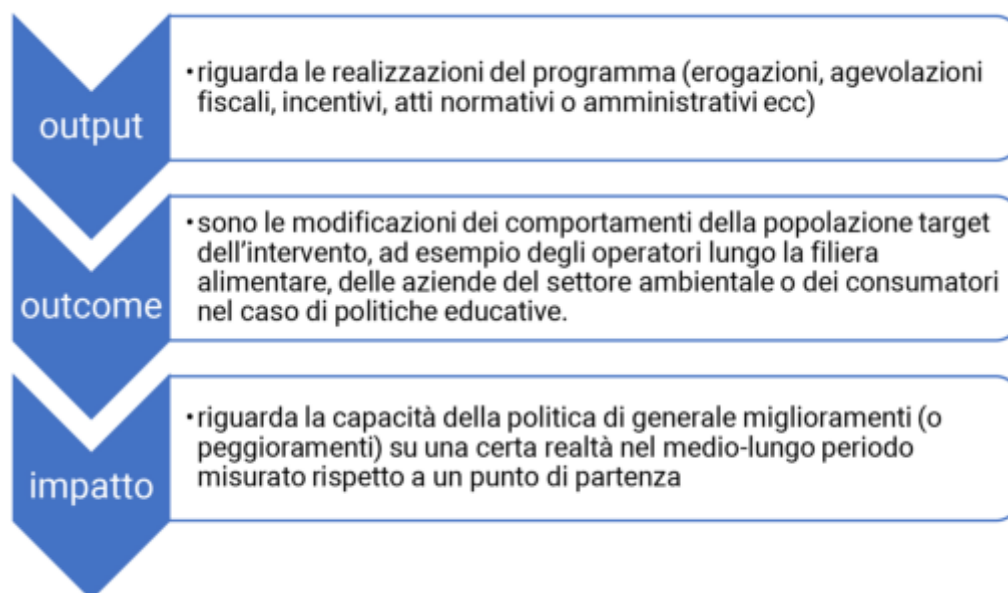 output
•riguarda le realizzazioni del programma (erogazioni, agevolazioni
fiscali, incentivi, atti normativi o amministrativi ecc)
outcome
•sono le modificazioni dei comportamenti della popolazione target
dell'intervento, ad esempio degli operatori lungo la filiera
alimentare, delle aziende del settore ambientale o dei consumatori
nel caso di politiche educative.
impatto
•riguarda la capacità della politica di generale miglioramenti (o
peggioramenti) su una certa realtà nel medio-lungo periodo
misurato rispetto a un punto di partenza